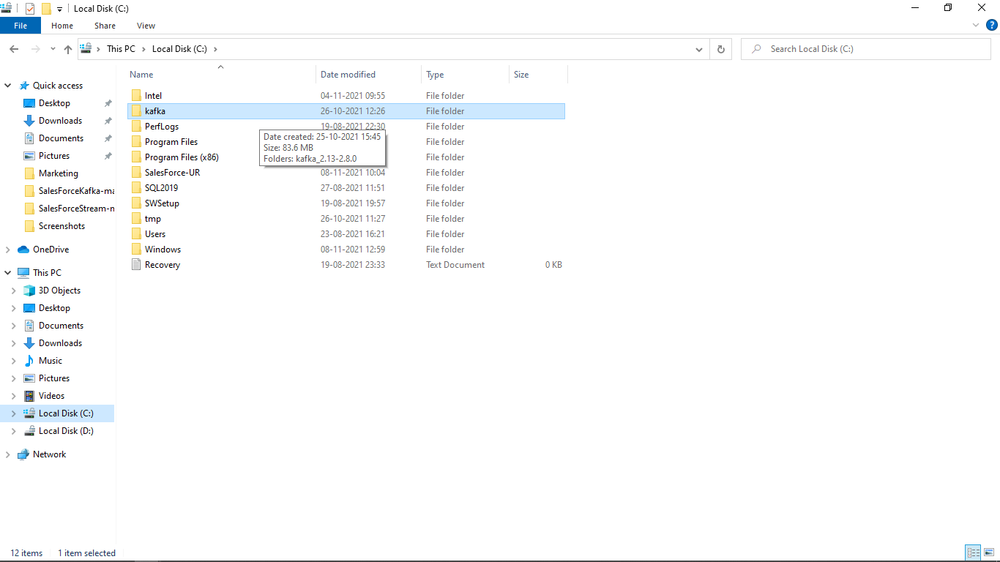 Local Disk (C:)
File Home Share View
This PC Local Disk (C:) Search Local Disk (C:)
Name Date modified Type Size
Quick access
Desktop
Downloads
Documents
Pictures
Marketing
SalesForceKafka-ma
SalesForceStream-n
Screenshots
OneDrive
This PC
3D Objects
Desktop
Documents
Downloads
Music
Pictures
Videos
Local Disk (C:)
Local Disk (D:)
Network
Intel 04-11-2021 09:55 File folder
kafka 26-10-2021 12:26 File folder
PerfLogs 19-08-2021 22:30 File folder
Program Files File folder
Program Files (x86) File folder
SalesForce-UR 08-11-2021 10:04 File folder
SQL2019 27-08-2021 11:51 File folder
SWSetup 19-08-2021 19:57 File folder
tmp 26-10-2021 11:27 File folder
Users 23-08-2021 16:21 File folder
Windows 08-11-2021 12:59 File folder
Recovery 19-08-2021 23:33 Text Document 0 KB
Date created: 25-10-2021 15:45
Size: 83.6 MB
Folders: kafka_2.13-2.8.0
12 items 1 item selected